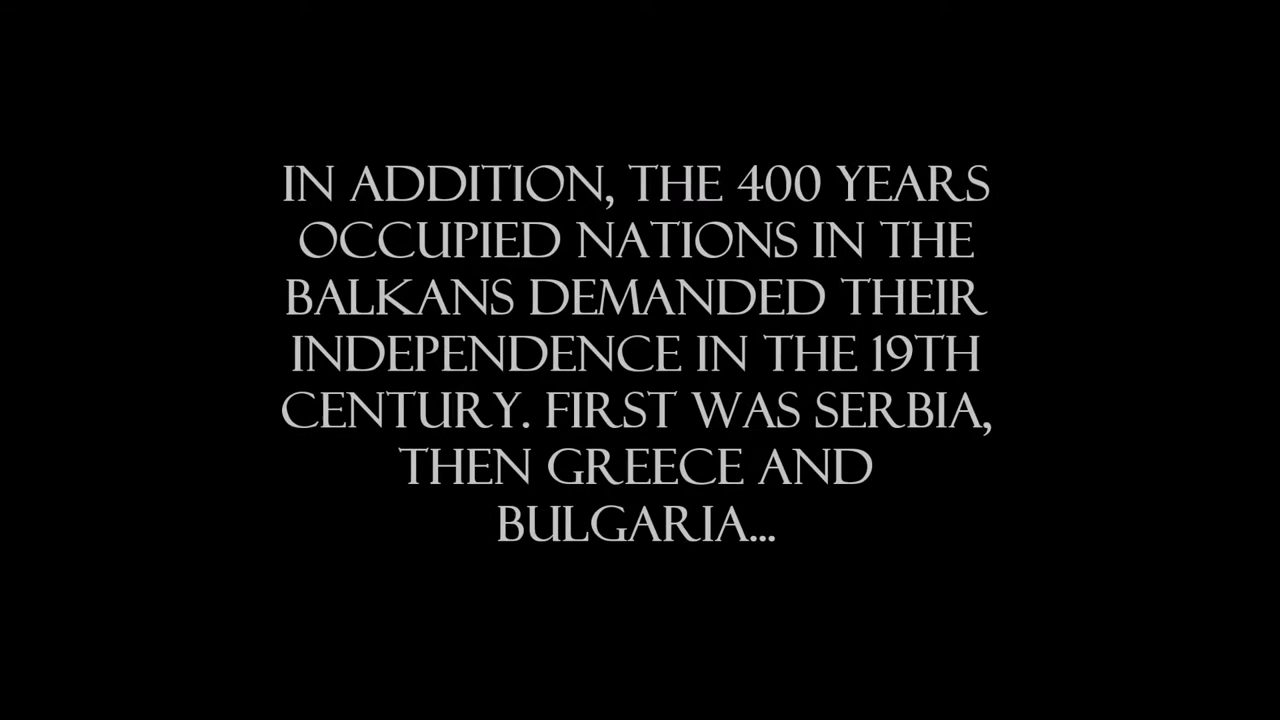 IN ADDITION, THE 400 YEARS
OCCUPIED NATIONS IN THE
BALKANS DEMANDED THEIR
INDEPENDENCE IN THE 19TH
CENTURY. FIRST WAS SERBIA,
THEN GREECE AND
BULGARIA...